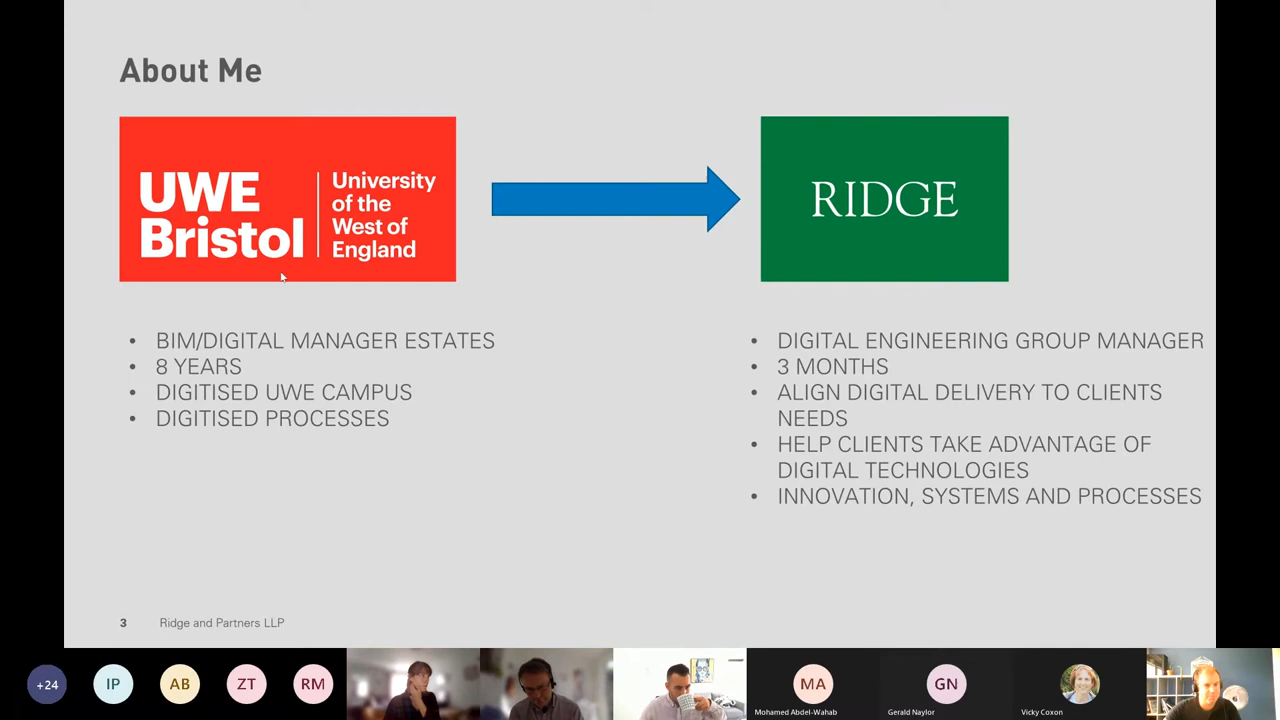 About Me
UWE
Bristol
University
of the
West of
England
RIDGE
• BIM/DIGITAL MANAGER ESTATES
• 8 YEARS
• DIGITISED UWE CAMPUS
• DIGITISED PROCESSES
• DIGITAL ENGINEERING GROUP MANAGER
• 3 MONTHS
• ALIGN DIGITAL DELIVERY TO CLIENTS
NEEDS
• HELP CLIENTS TAKE ADVANTAGE OF
DIGITAL TECHNOLOGIES
• INNOVATION, SYSTEMS AND PROCESSES
3 Ridge and Partners LLP
+24
IP
AB
ZT
RM
MA
Mohamed Abdel-Wahab
GN
Gerald Naylor
Vicky Coxon